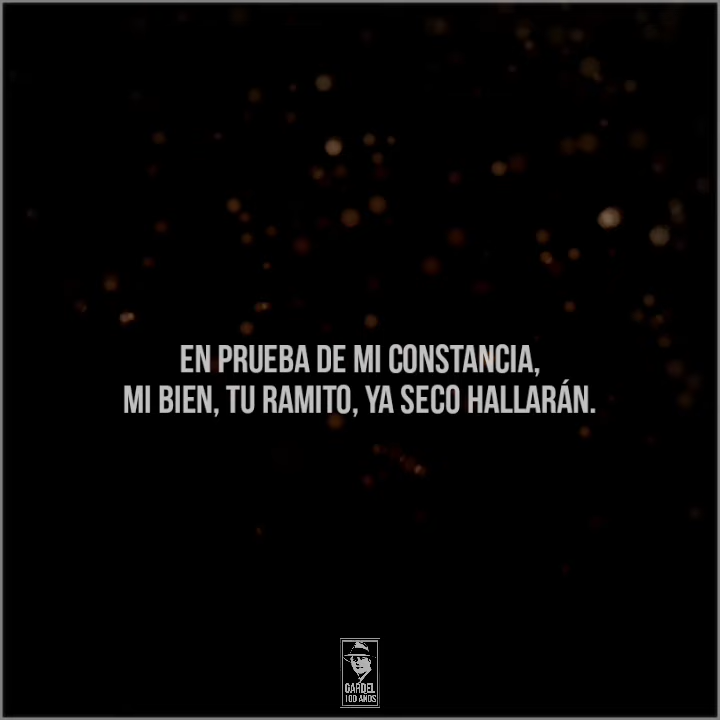 EN PRUEBA DE MI CONSTANCIA,
MI BIEN, TU RAMITO, YA SECO HALLARÁN.
GARDEL
100 AÑOS